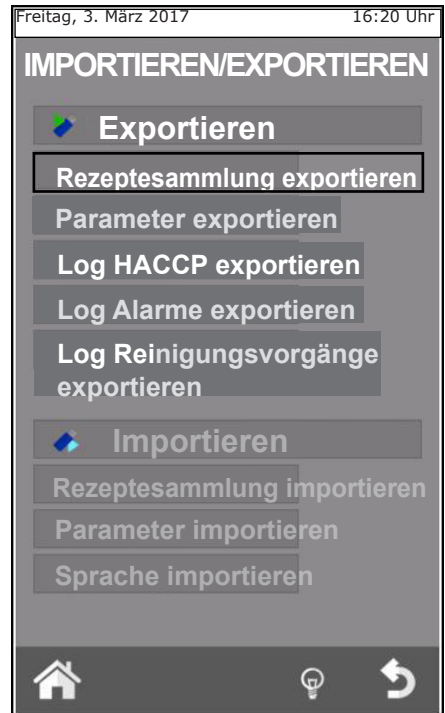 Freitag, 3. März 2017 16:20 Uhr
IMPORTIEREN/EXPORTIEREN
Exportieren
Rezeptesammlung exportieren
Parameter exportieren
Log HACCP exportieren
Log Alarme exportieren
Log Reinigungsvorgänge
exportieren
Importieren
Rezeptesammlung importieren
Parameter importieren
Sprache importieren